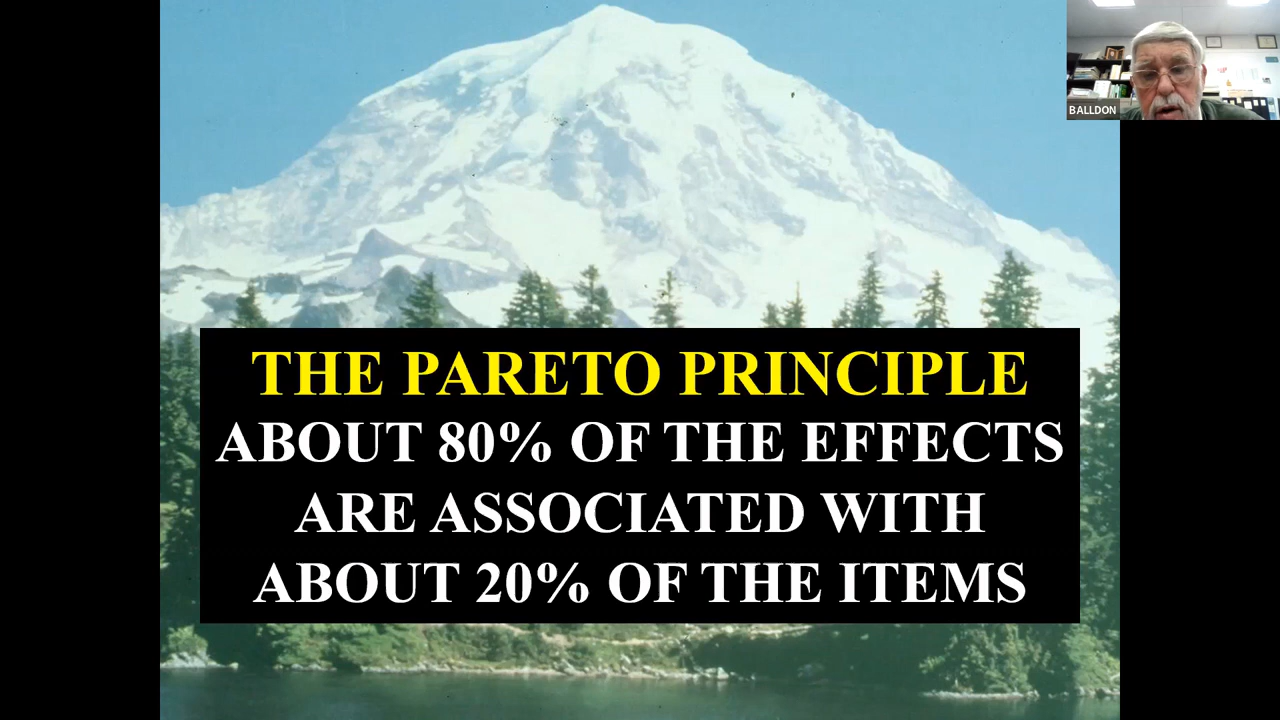 BALLDON
THE PARETO PRINCIPLE
ABOUT 80% OF THE EFFECTS
ARE ASSOCIATED WITH
ABOUT 20% OF THE ITEMS